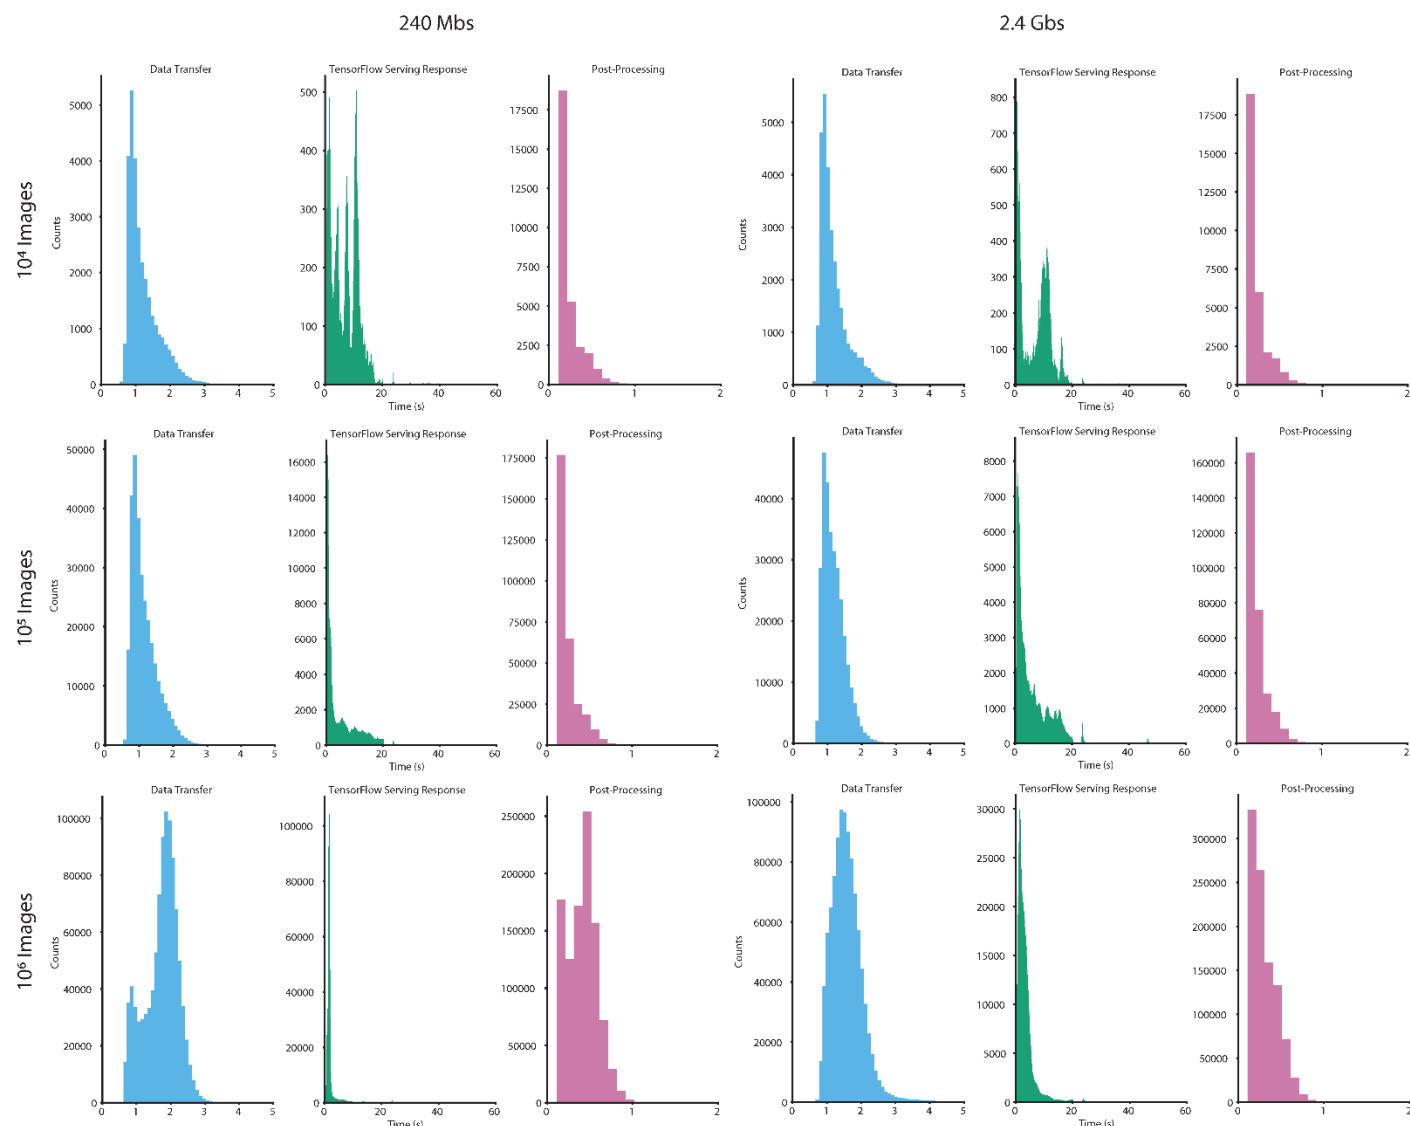 240 Mbs
2.4 Gbs
10⁴ Images
Data Transfer
Counts
5000
4000
3000
2000
1000
0
0 1 2 3 4 5
TensorFlow Serving Response
500
400
300
200
100
0
0 20 40 60
Time (s)
Post-Processing
17500
15000
12500
10000
7500
5000
2500
0
0 1 2
Data Transfer
Counts
5000
4000
3000
2000
1000
0
0 1 2 3 4 5
TensorFlow Serving Response
800
700
600
500
400
300
200
100
0
0 20 40 60
Time (s)
Post-Processing
17500
15000
12500
10000
7500
5000
2500
0
0 1 2
10⁵ Images
Data Transfer
Counts
50000
40000
30000
20000
10000
0
0 1 2 3 4 5
TensorFlow Serving Response
16000
14000
12000
10000
8000
6000
4000
2000
0
0 20 40 60
Time (s)
Post-Processing
175000
150000
125000
100000
75000
50000
25000
0
0 1 2
Data Transfer
Counts
40000
30000
20000
10000
0
0 1 2 3 4 5
TensorFlow Serving Response
8000
7000
6000
5000
4000
3000
2000
1000
0
0 20 40 60
Time (s)
Post-Processing
160000
140000
120000
100000
80000
60000
40000
20000
0
0 1 2
10⁶ Images
Data Transfer
Counts
100000
80000
60000
40000
20000
0
0 1 2 3 4 5
TensorFlow Serving Response
100000
80000
60000
40000
20000
0
0 20 40 60
Time (s)
Post-Processing
250000
200000
150000
100000
50000
0
0 1 2
Data Transfer
Counts
100000
80000
60000
40000
20000
0
0 1 2 3 4 5
TensorFlow Serving Response
30000
25000
20000
15000
10000
5000
0
0 20 40 60
Time (s)
Post-Processing
300000
250000
200000
150000
100000
50000
0
0 1 2